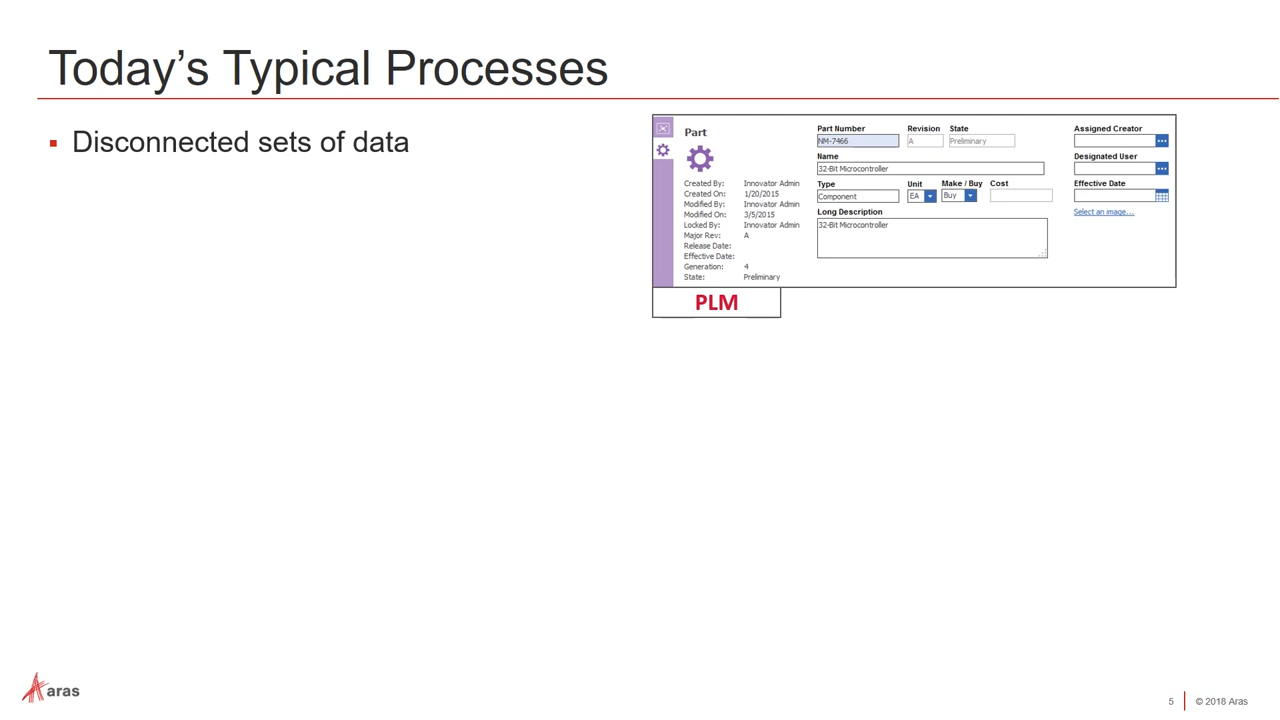 Today’s Typical Processes
Disconnected sets of data
Part
Created By: Innovator Admin
Created On: 1/20/2015
Modified By: Innovator Admin
Modified On: 3/5/2015
Locked By: Innovator Admin
Major Rev: A
Release Date:
Effective Date:
Generation: 4
State: Preliminary
Part Number Revision State
NM-7466 A Preliminary
Name
32-Bit Microcontroller
Type Unit Make / Buy Cost
Component EA Buy
Long Description
32-Bit Microcontroller
Assigned Creator
Designated User
Effective Date
Select an image...
PLM
aras
5 © 2018 Aras